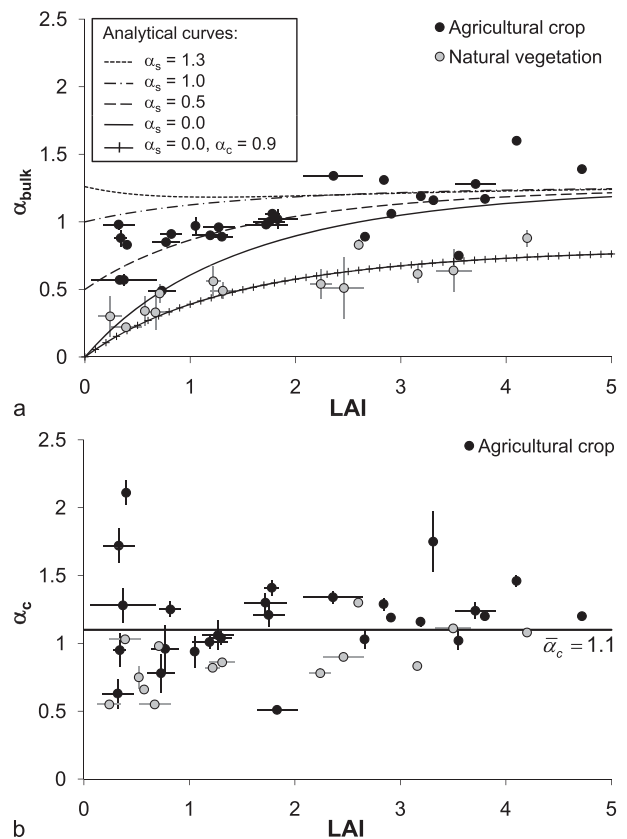 2.5
2
1.5
1
0.5
0
α_bulk
Analytical curves:
α_s = 1.3
α_s = 1.0
α_s = 0.5
α_s = 0.0
α_s = 0.0, α_c = 0.9
Agricultural crop
Natural vegetation
0 1 2 3 4 5
a LAI
2.5
2
1.5
1
0.5
0
α_c
Agricultural crop
ᾱ_c = 1.1
0 1 2 3 4 5
b LAI